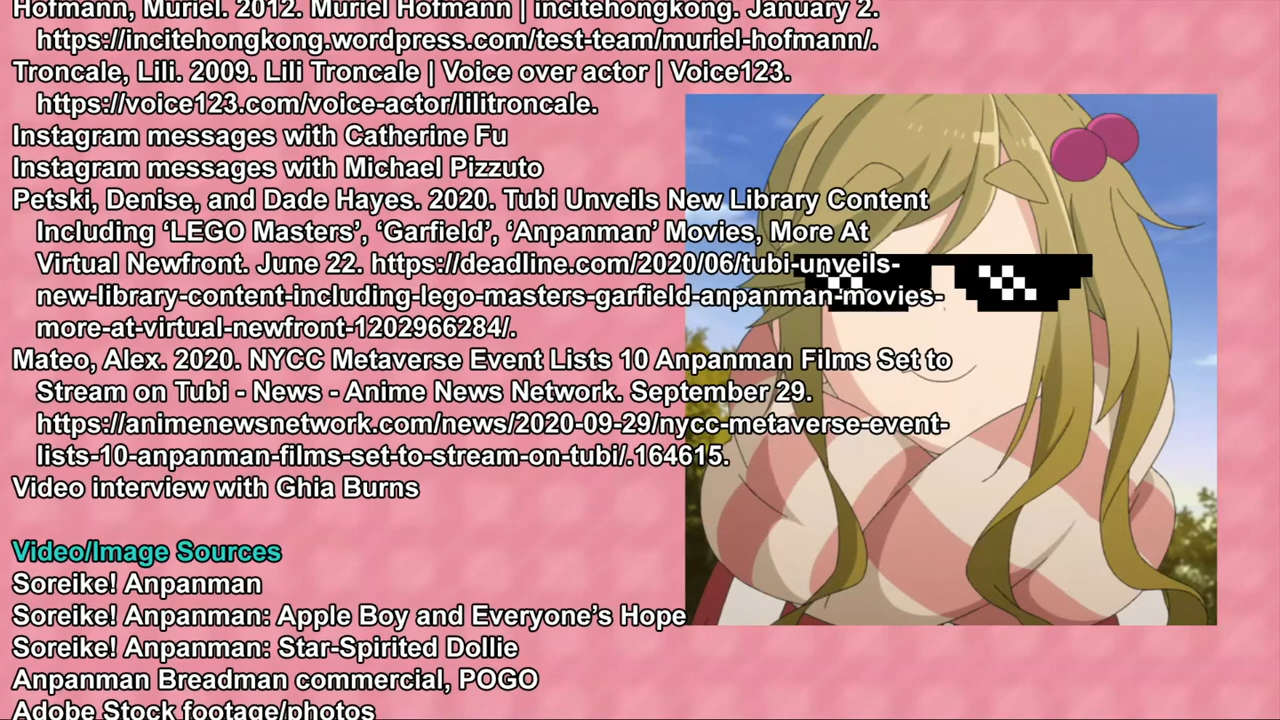 Hofmann, Muriel. 2012. Muriel Hofmann | incitehongkong. January 2.
https://incitehongkong.wordpress.com/test-team/muriel-hofmann/.
Troncale, Lili. 2009. Lili Troncale | Voice over actor | Voice123.
https://voice123.com/voice-actor/lilitroncale.
Instagram messages with Catherine Fu
Instagram messages with Michael Pizzuto
Petski, Denise, and Dade Hayes. 2020. Tubi Unveils New Library Content
Including ‘LEGO Masters’, ‘Garfield’, ‘Anpanman’ Movies, More At
Virtual Newfront. June 22. https://deadline.com/2020/06/tubi-unveils-
new-library-content-including-lego-masters-garfield-anpanman-movies-
more-at-virtual-newfront-1202966284/.
Mateo, Alex. 2020. NYCC Metaverse Event Lists 10 Anpanman Films Set to
Stream on Tubi - News - Anime News Network. September 29.
https://animenewsnetwork.com/news/2020-09-29/nycc-metaverse-event-
lists-10-anpanman-films-set-to-stream-on-tubi/.164615.
Video interview with Ghia Burns
Video/Image Sources
Soreike! Anpanman
Soreike! Anpanman: Apple Boy and Everyone’s Hope
Soreike! Anpanman: Star-Spirited Dollie
Anpanman Breadman commercial, POGO
Adobe Stock footage/photos